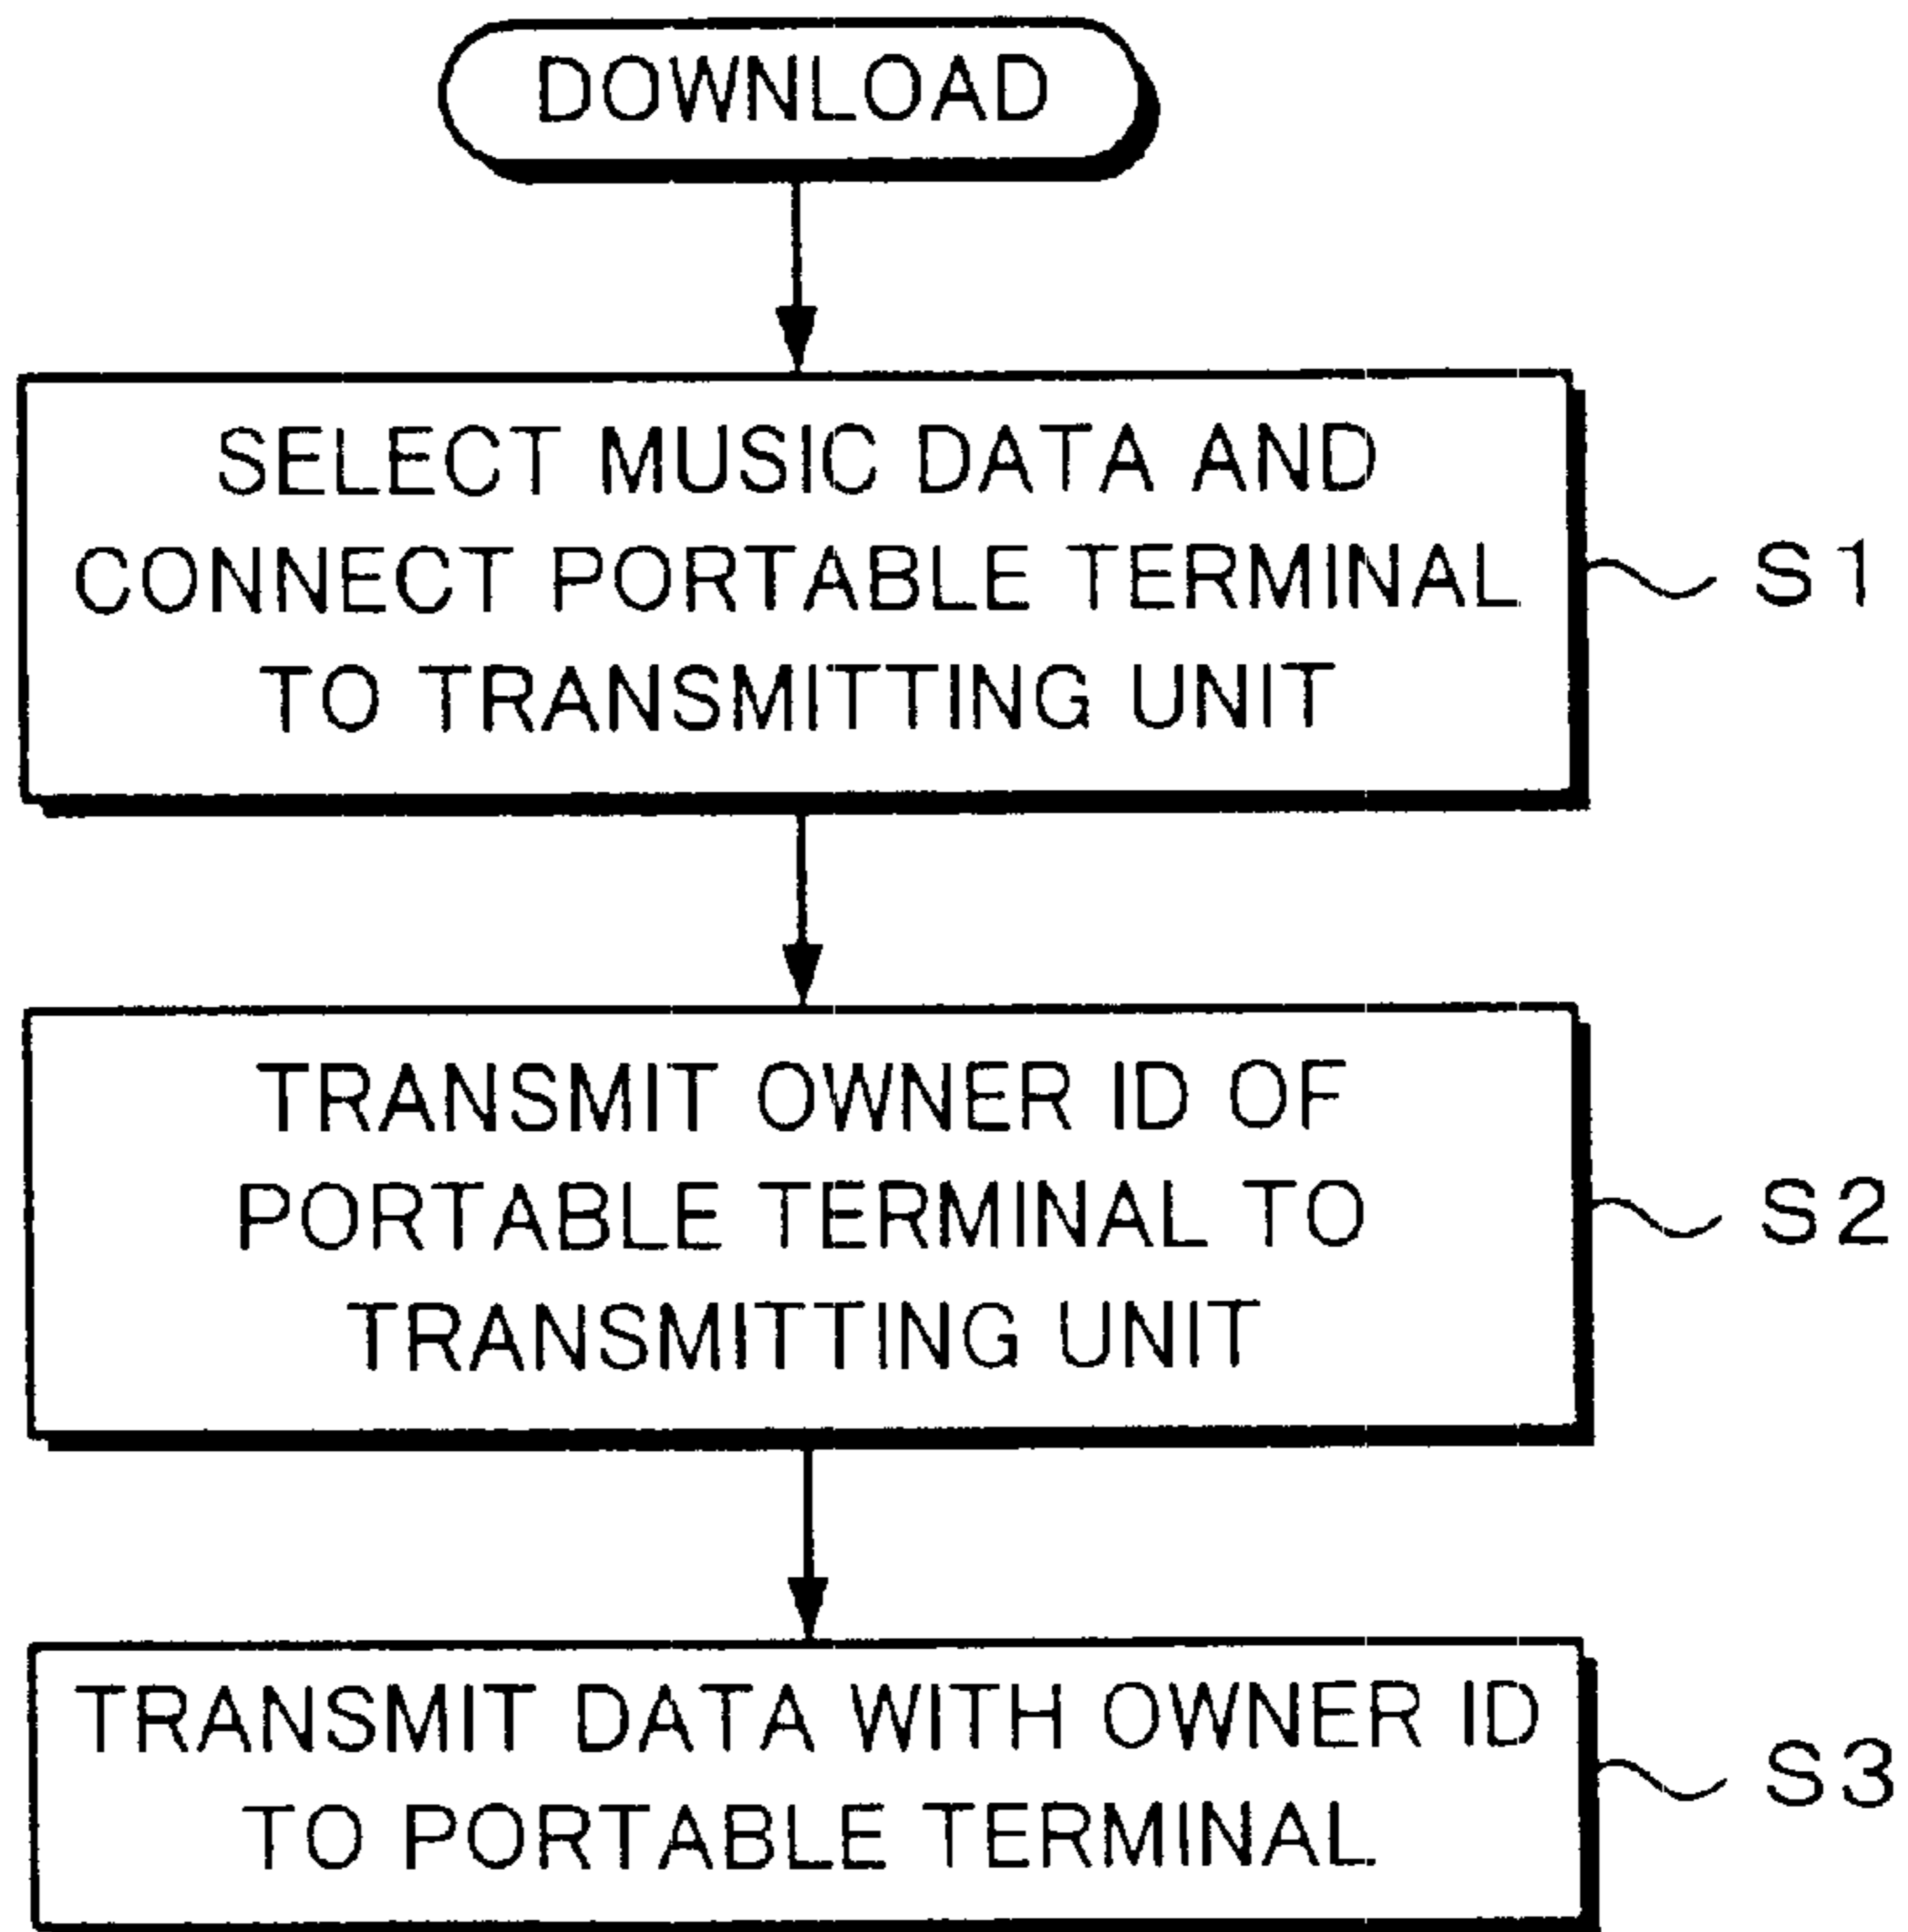 DOWNLOAD
SELECT MUSIC DATA AND
CONNECT PORTABLE TERMINAL
TO TRANSMITTING UNIT
S1
TRANSMIT OWNER ID OF
PORTABLE TERMINAL TO
TRANSMITTING UNIT
S2
TRANSMIT DATA WITH OWNER ID
TO PORTABLE TERMINAL
S3